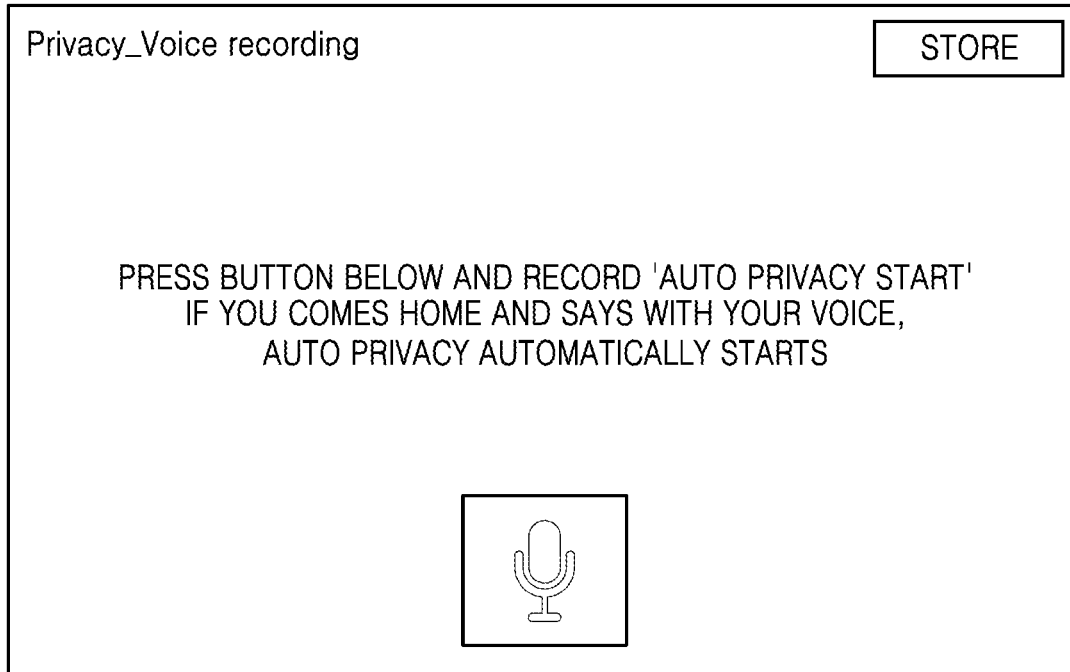 Privacy_Voice recording
STORE
PRESS BUTTON BELOW AND RECORD 'AUTO PRIVACY START'
IF YOU COMES HOME AND SAYS WITH YOUR VOICE,
AUTO PRIVACY AUTOMATICALLY STARTS